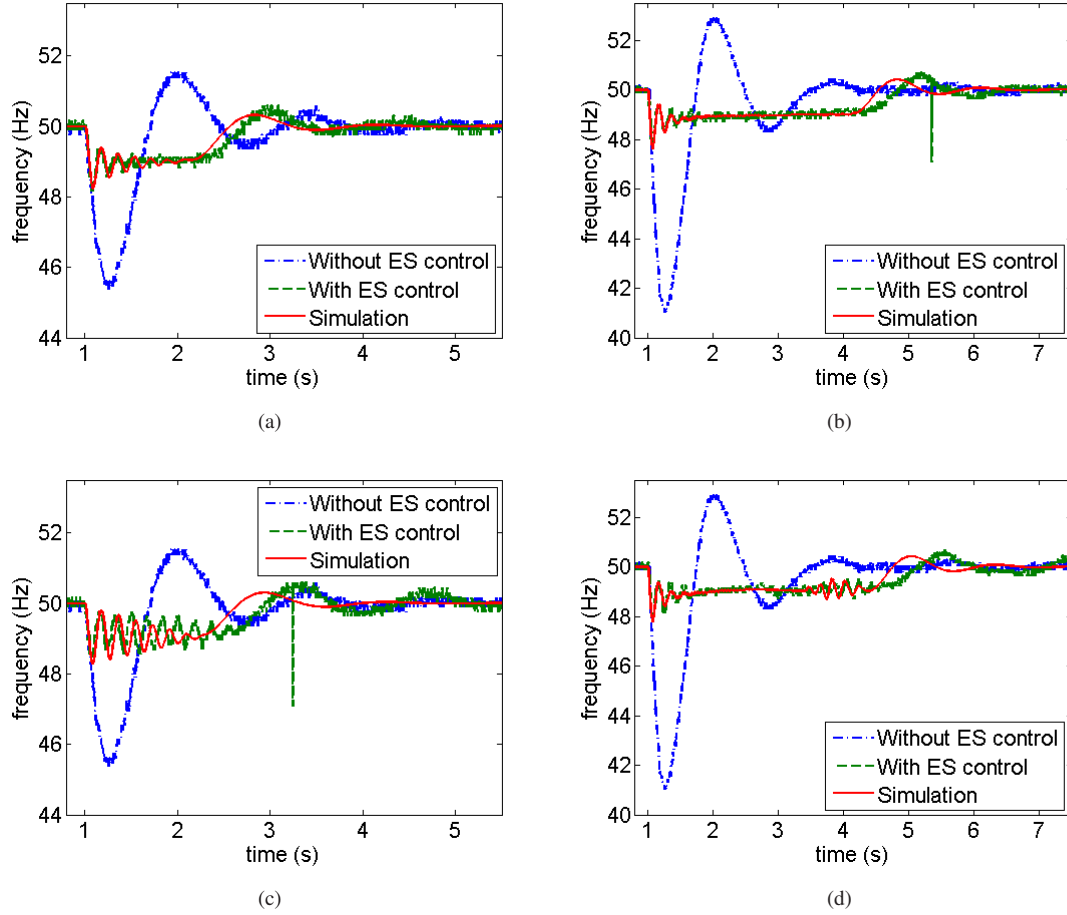 52
50
48
46
44
frequency (Hz)
Without ES control
With ES control
Simulation
1 2 3 4 5
time (s)
(a)
52
50
48
46
44
42
40
frequency (Hz)
Without ES control
With ES control
Simulation
1 2 3 4 5 6 7
time (s)
(b)
52
50
48
46
44
frequency (Hz)
Without ES control
With ES control
Simulation
1 2 3 4 5
time (s)
(c)
52
50
48
46
44
42
40
frequency (Hz)
Without ES control
With ES control
Simulation
1 2 3 4 5 6 7
time (s)
(d)